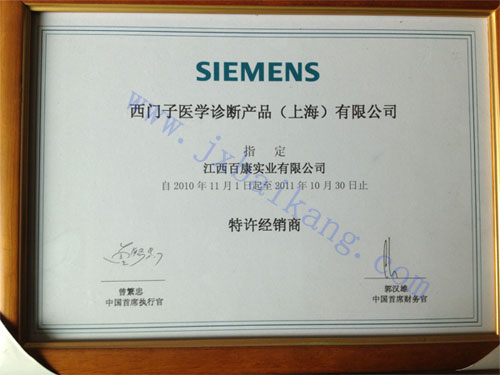 SIEMENS
西门子医学诊断产品（上海）有限公司
指 定
江西百康实业有限公司
自 2010 年 11 月 1 日起至 2011 年 10 月 30 日止
特许经销商
曾繁忠
中国首席执行官
郭汉雄
中国首席财务官
www.jxbaikang.com